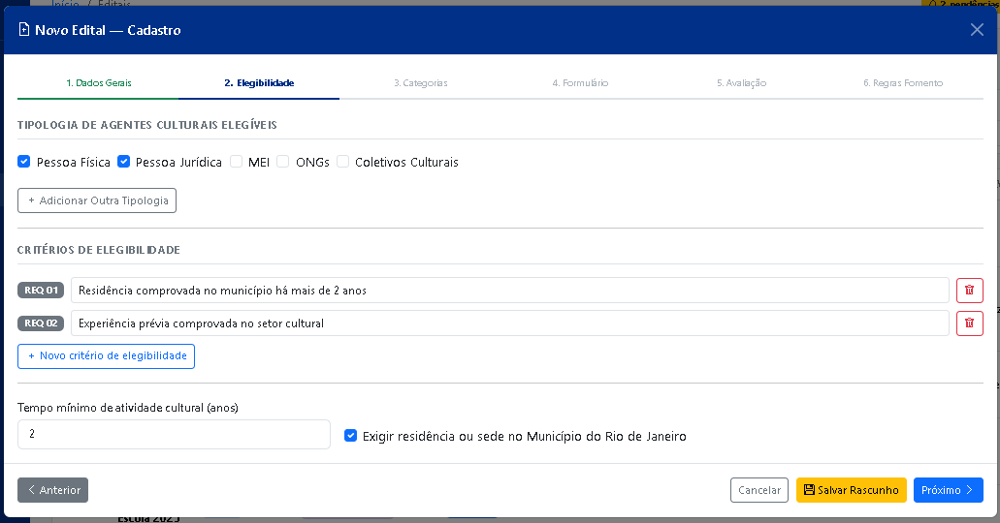 Início / Editais
2 pendências
Novo Edital — Cadastro
1. Dados Gerais
2. Elegibilidade
3. Categorias
4. Formulário
5. Avaliação
6. Regras Fomento
TIPOLOGIA DE AGENTES CULTURAIS ELEGÍVEIS
Pessoa Física Pessoa Jurídica MEI ONGs Coletivos Culturais
+ Adicionar Outra Tipologia
CRITÉRIOS DE ELEGIBILIDADE
REQ 01 Residência comprovada no município há mais de 2 anos
REQ 02 Experiência prévia comprovada no setor cultural
+ Novo critério de elegibilidade
Tempo mínimo de atividade cultural (anos)
2
Exigir residência ou sede no Município do Rio de Janeiro
Anterior
Cancelar
Salvar Rascunho
Próximo
Escola 2025